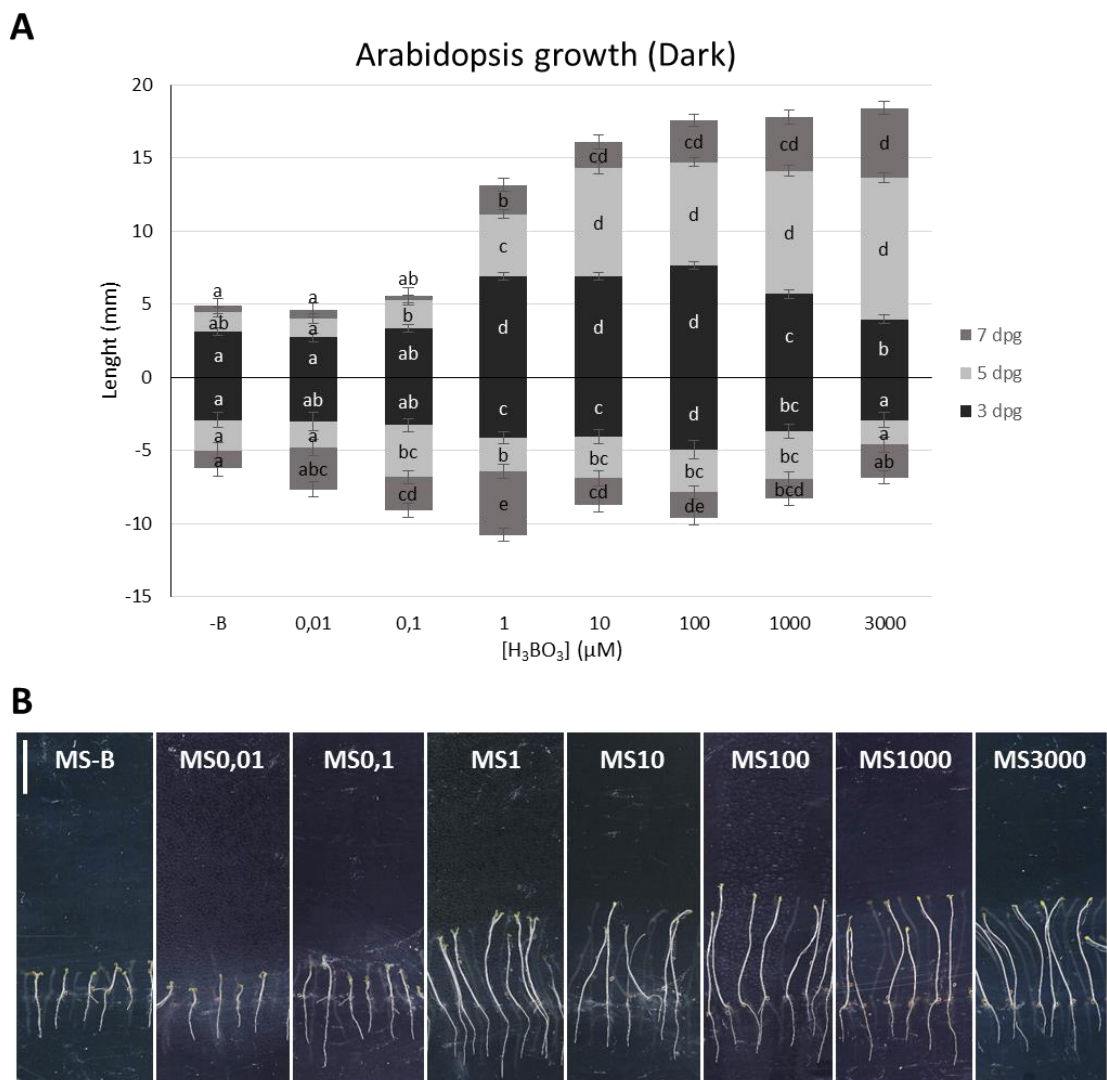 A
Arabidopsis growth (Dark)
20
15
10
5
0
-5
-10
-15
Lenght (mm)
a a ab b cd cd cd d
ab a b c d d d d
a a ab d d d c b
a ab ab c c d bc a
a a bc b bc bc bc a
a abc cd e cd de bcd ab
-B 0,01 0,1 1 10 100 1000 3000
[H₃BO₃] (µM)
7 dpg
5 dpg
3 dpg
B
MS-B MS0,01 MS0,1 MS1 MS10 MS100 MS1000 MS3000